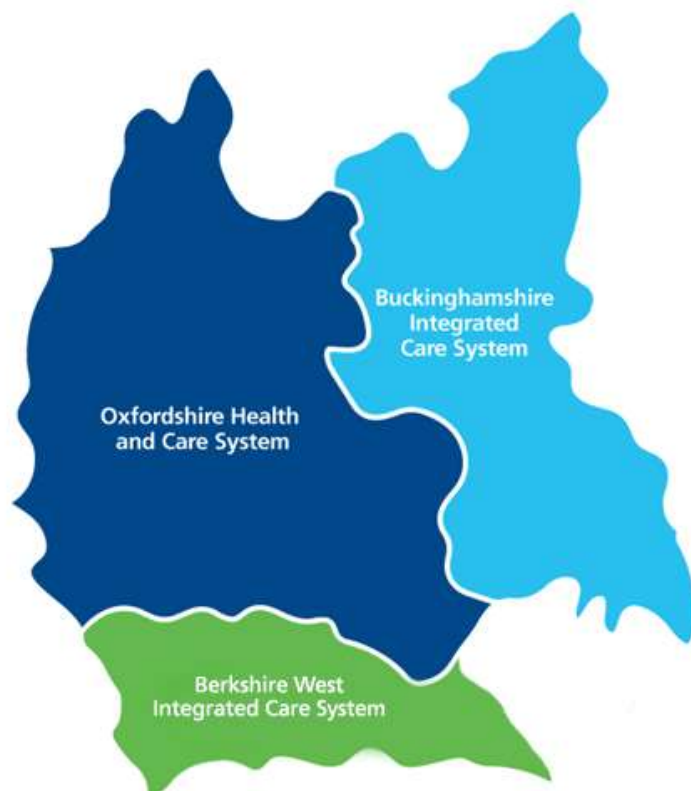 Buckinghamshire
Integrated
Care System
Oxfordshire Health
and Care System
Berkshire West
Integrated Care System